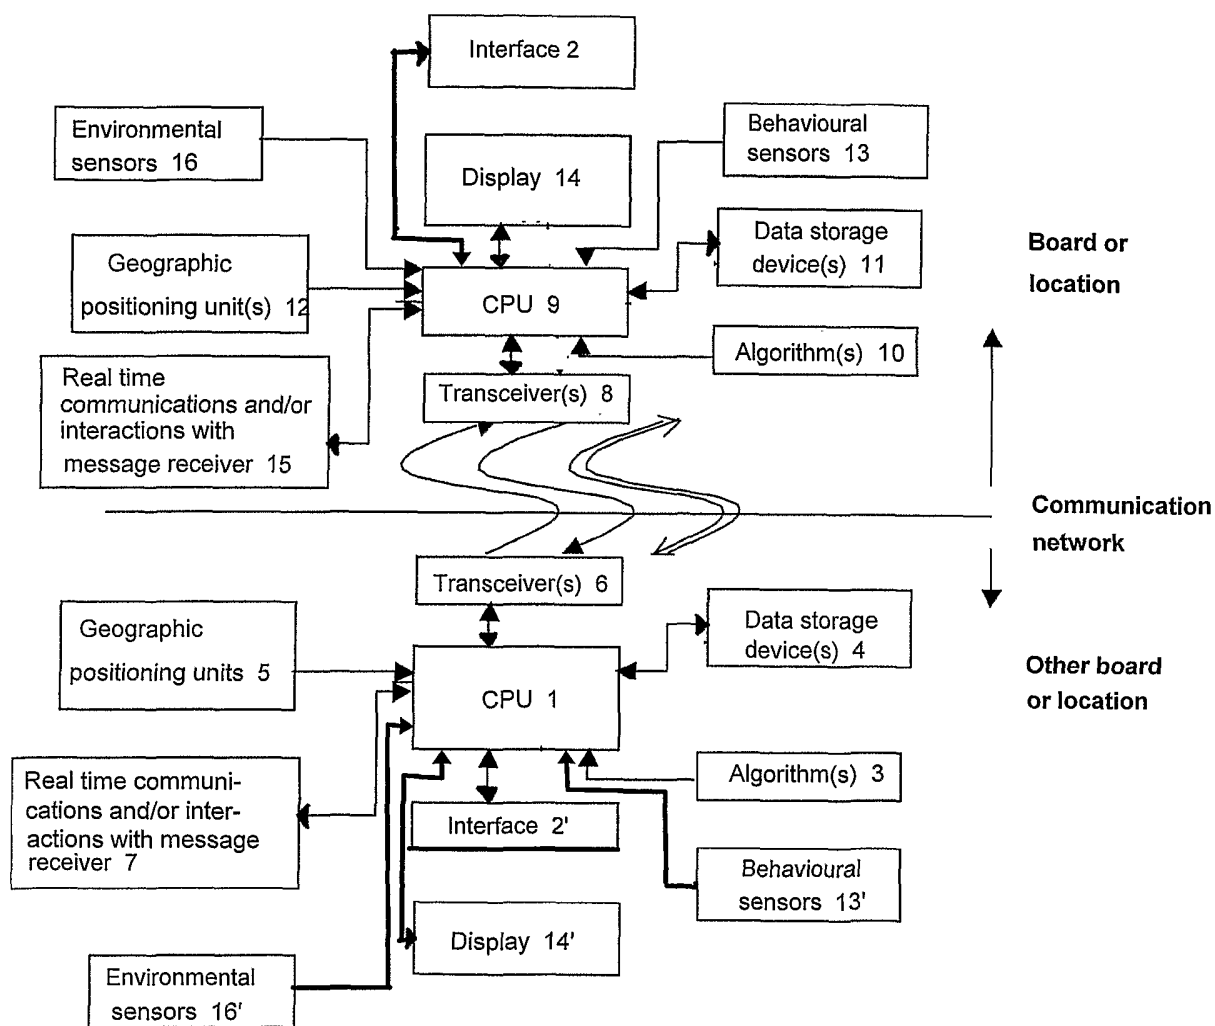 Interface 2
Environmental
sensors 16
Behavioural
sensors 13
Display 14
Data storage
device(s) 11
Board or
location
Geographic
positioning unit(s) 12
CPU 9
Algorithm(s) 10
Real time
communications and/or
interactions with
message receiver 15
Transceiver(s) 8
Communication
network
Transceiver(s) 6
Geographic
positioning units 5
Data storage
device(s) 4
Other board
or location
CPU 1
Real time communi-
cations and/or inter-
actions with message
receiver 7
Algorithm(s) 3
Interface 2'
Behavioural
sensors 13'
Display 14'
Environmental
sensors 16'